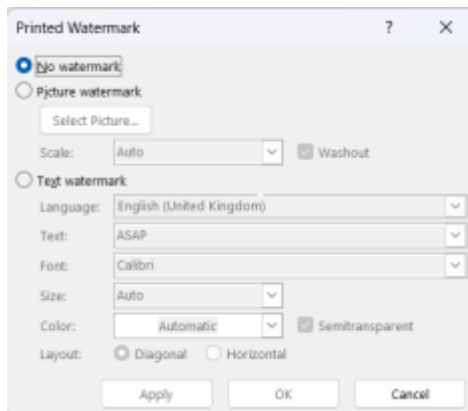 Printed Watermark ? ×
No watermark
Picture watermark
Select Picture...
Scale: Auto Washout
Text watermark
Language: English (United Kingdom)
Text: ASAP
Font: Calibri
Size: Auto
Color: Automatic Semitransparent
Layout: Diagonal Horizontal
Apply OK Cancel